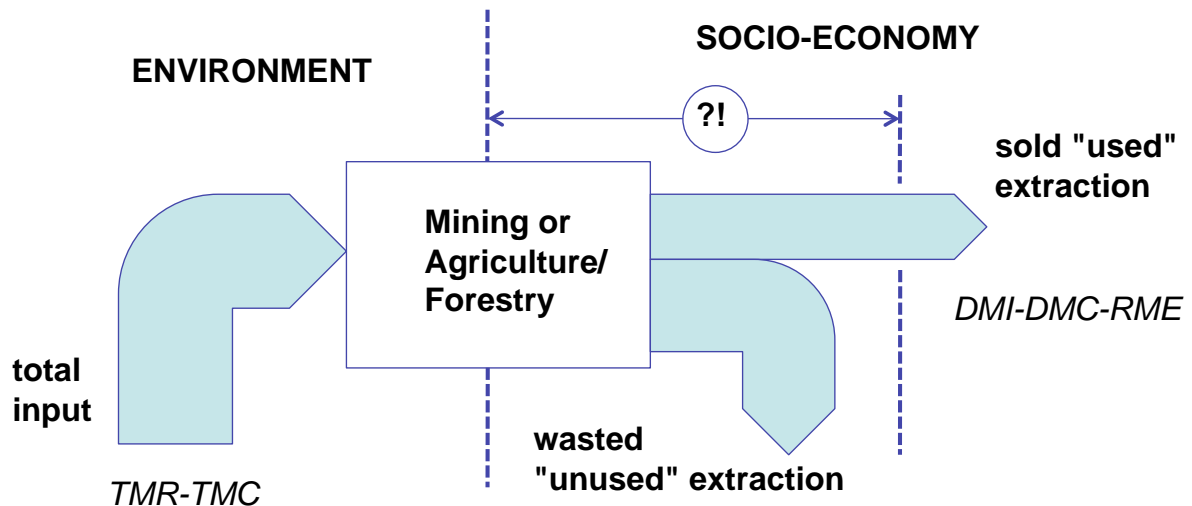 SOCIO-ECONOMY
ENVIRONMENT
?!
sold "used"
extraction
Mining or
Agriculture/
Forestry
DMI-DMC-RME
total
input
wasted
"unused" extraction
TMR-TMC